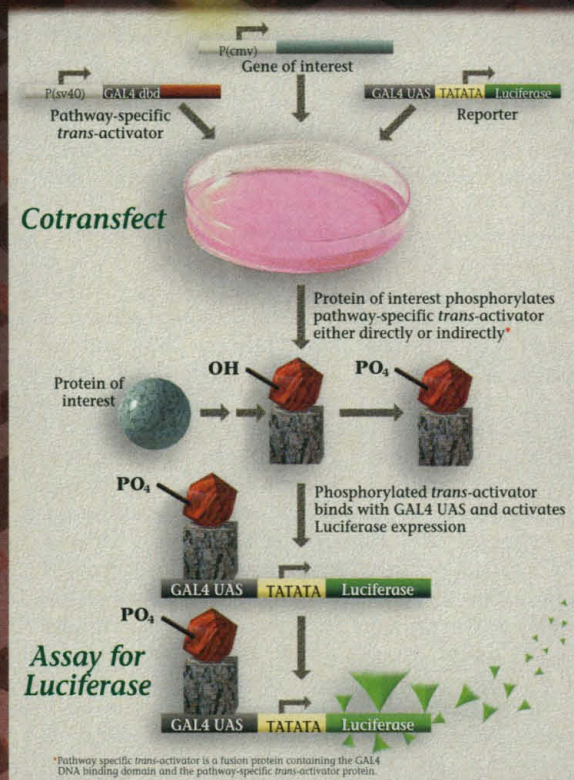 P(cmv)
Gene of interest
P(sv40) GAL4 dbd
Pathway-specific
trans-activator
GAL4 UAS TATATA Luciferase
Reporter
Cotransfect
Protein of interest phosphorylates
pathway-specific trans-activator
either directly or indirectly*
Protein of
interest
OH
PO₄
PO₄
Phosphorylated trans-activator
binds with GAL4 UAS and activates
Luciferase expression
GAL4 UAS TATATA Luciferase
PO₄
Assay for
Luciferase
GAL4 UAS TATATA Luciferase
*Pathway specific trans-activator is a fusion protein containing the GAL4
DNA binding domain and the pathway-specific trans-activator protein.